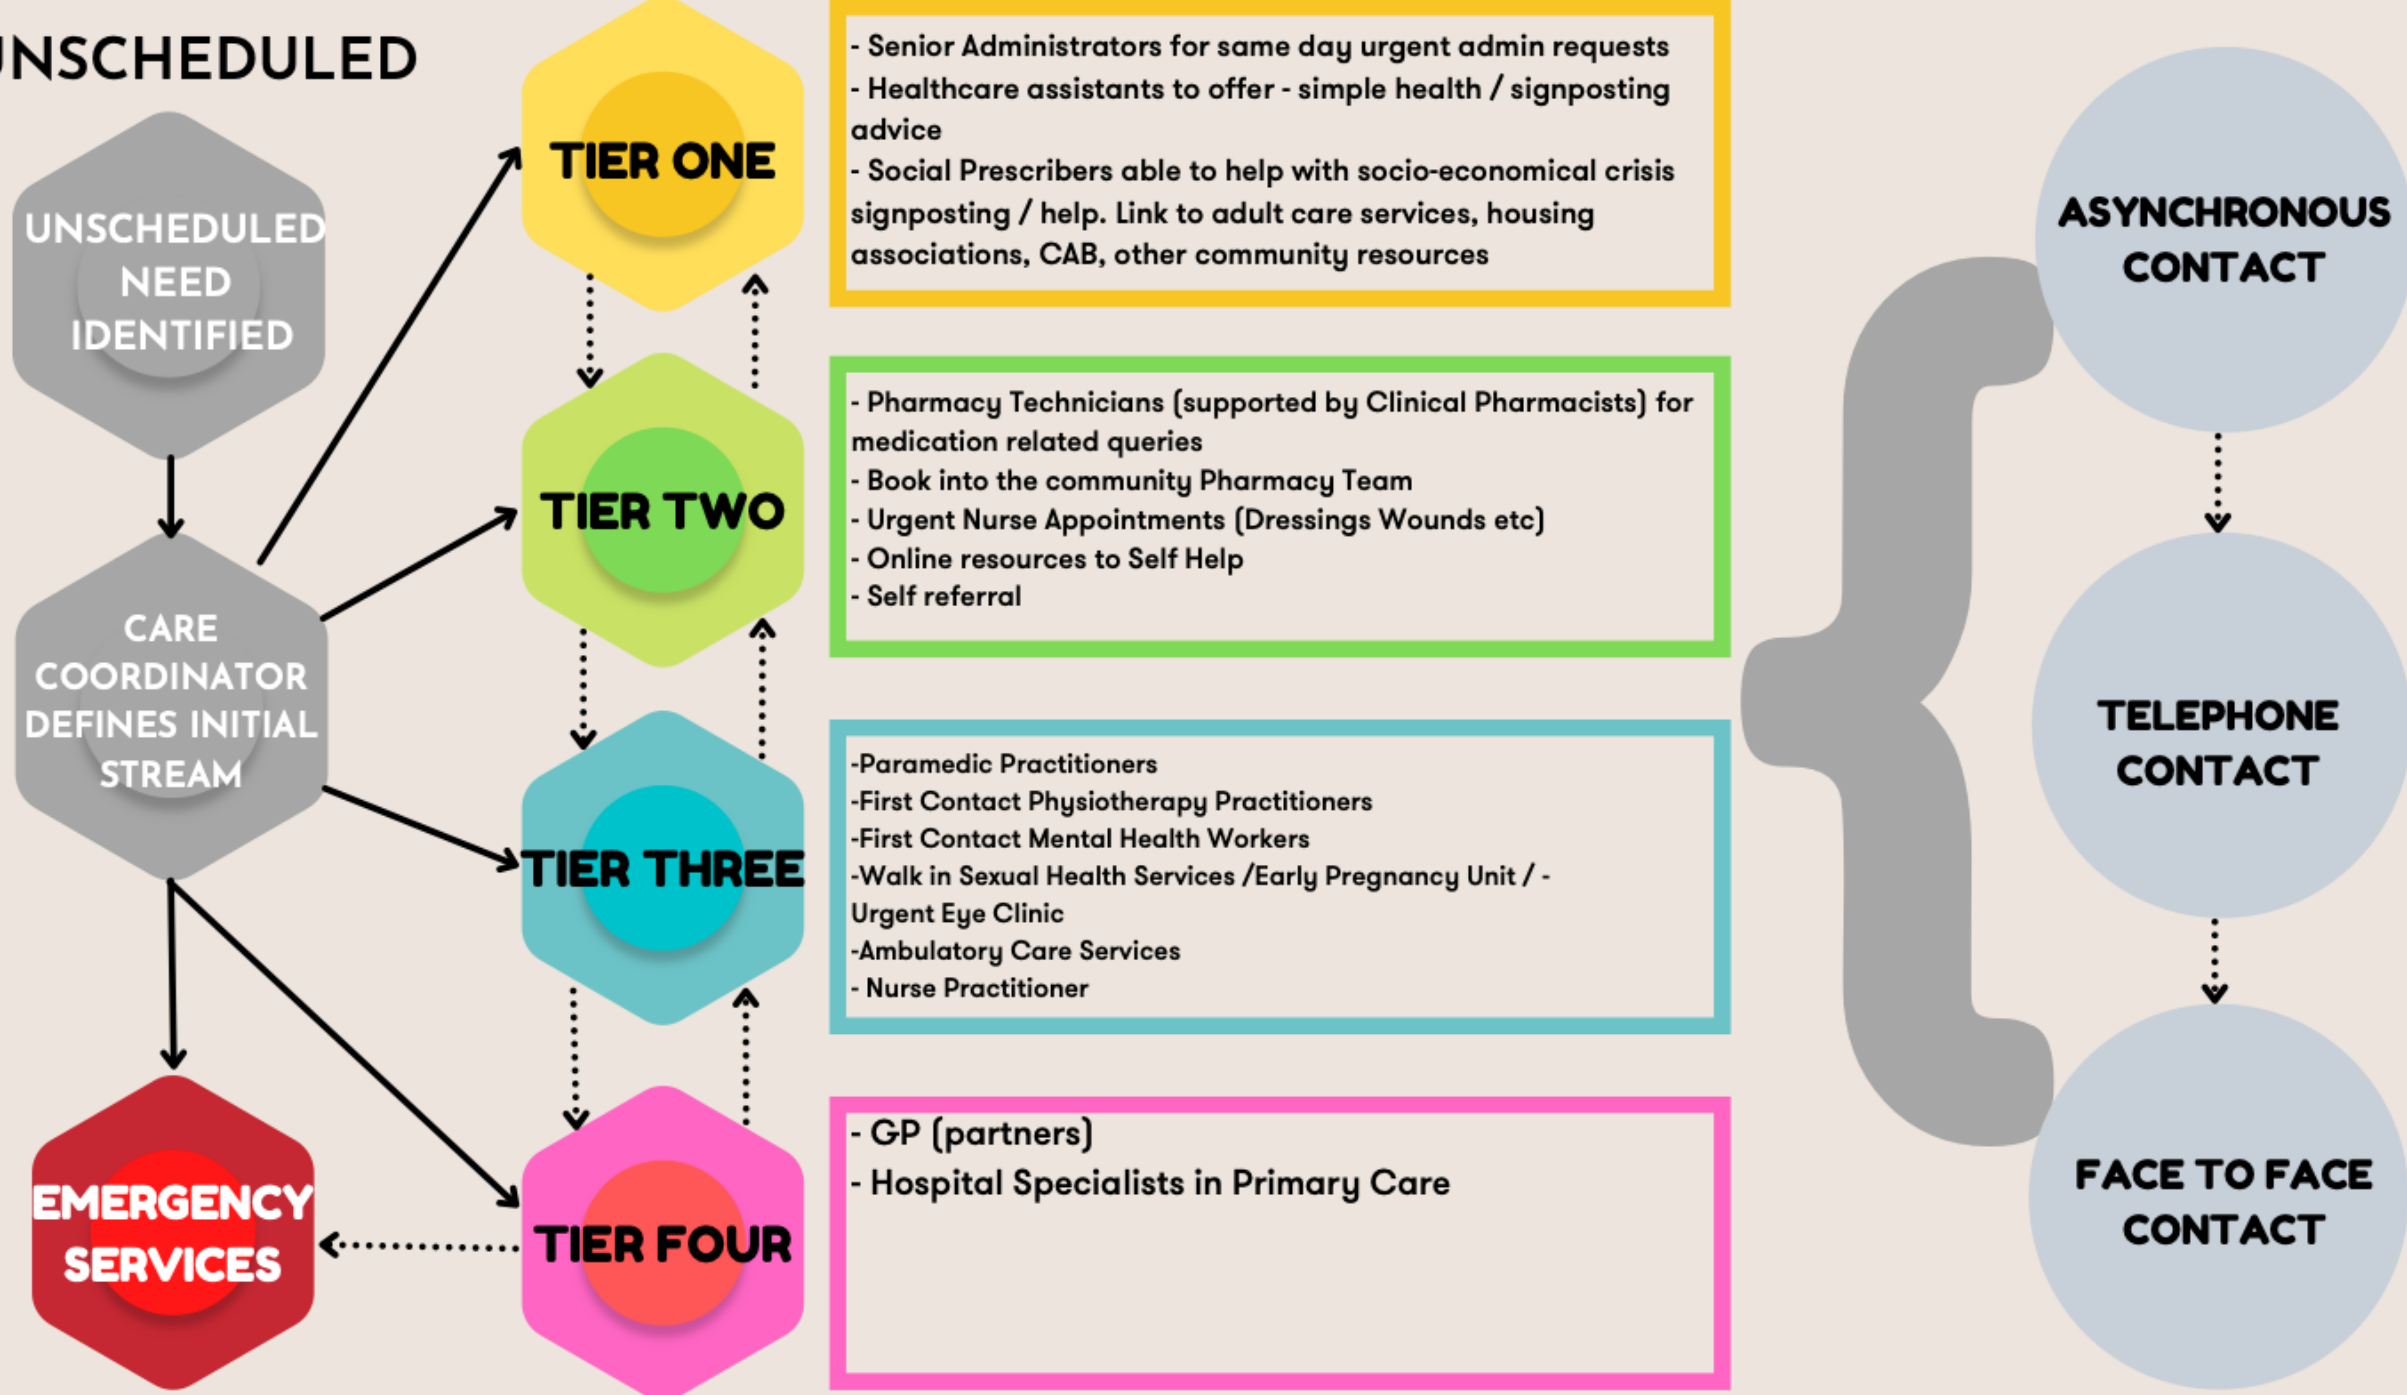 UNSCHEDULED
UNSCHEDULED
NEED
IDENTIFIED
CARE
COORDINATOR
DEFINES INITIAL
STREAM
EMERGENCY
SERVICES
TIER ONE
- Senior Administrators for same day urgent admin requests
- Healthcare assistants to offer - simple health / signposting
advice
- Social Prescribers able to help with socio-economical crisis
signposting / help. Link to adult care services, housing
associations, CAB, other community resources
TIER TWO
- Pharmacy Technicians (supported by Clinical Pharmacists) for
medication related queries
- Book into the community Pharmacy Team
- Urgent Nurse Appointments (Dressings Wounds etc)
- Online resources to Self Help
- Self referral
TIER THREE
-Paramedic Practitioners
-First Contact Physiotherapy Practitioners
-First Contact Mental Health Workers
-Walk in Sexual Health Services /Early Pregnancy Unit / -
Urgent Eye Clinic
-Ambulatory Care Services
- Nurse Practitioner
TIER FOUR
- GP (partners)
- Hospital Specialists in Primary Care
ASYNCHRONOUS
CONTACT
TELEPHONE
CONTACT
FACE TO FACE
CONTACT